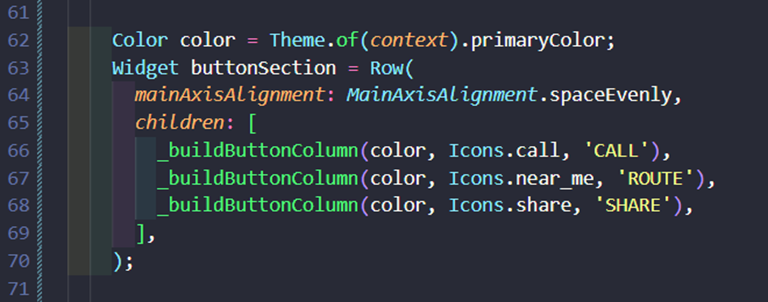 61
62 Color color = Theme.of(context).primaryColor;
63 Widget buttonSection = Row(
64 mainAxisAlignment: MainAxisAlignment.spaceEvenly,
65 children: [
66 _buildButtonColumn(color, Icons.call, 'CALL'),
67 _buildButtonColumn(color, Icons.near_me, 'ROUTE'),
68 _buildButtonColumn(color, Icons.share, 'SHARE'),
69 ],
70 );
71